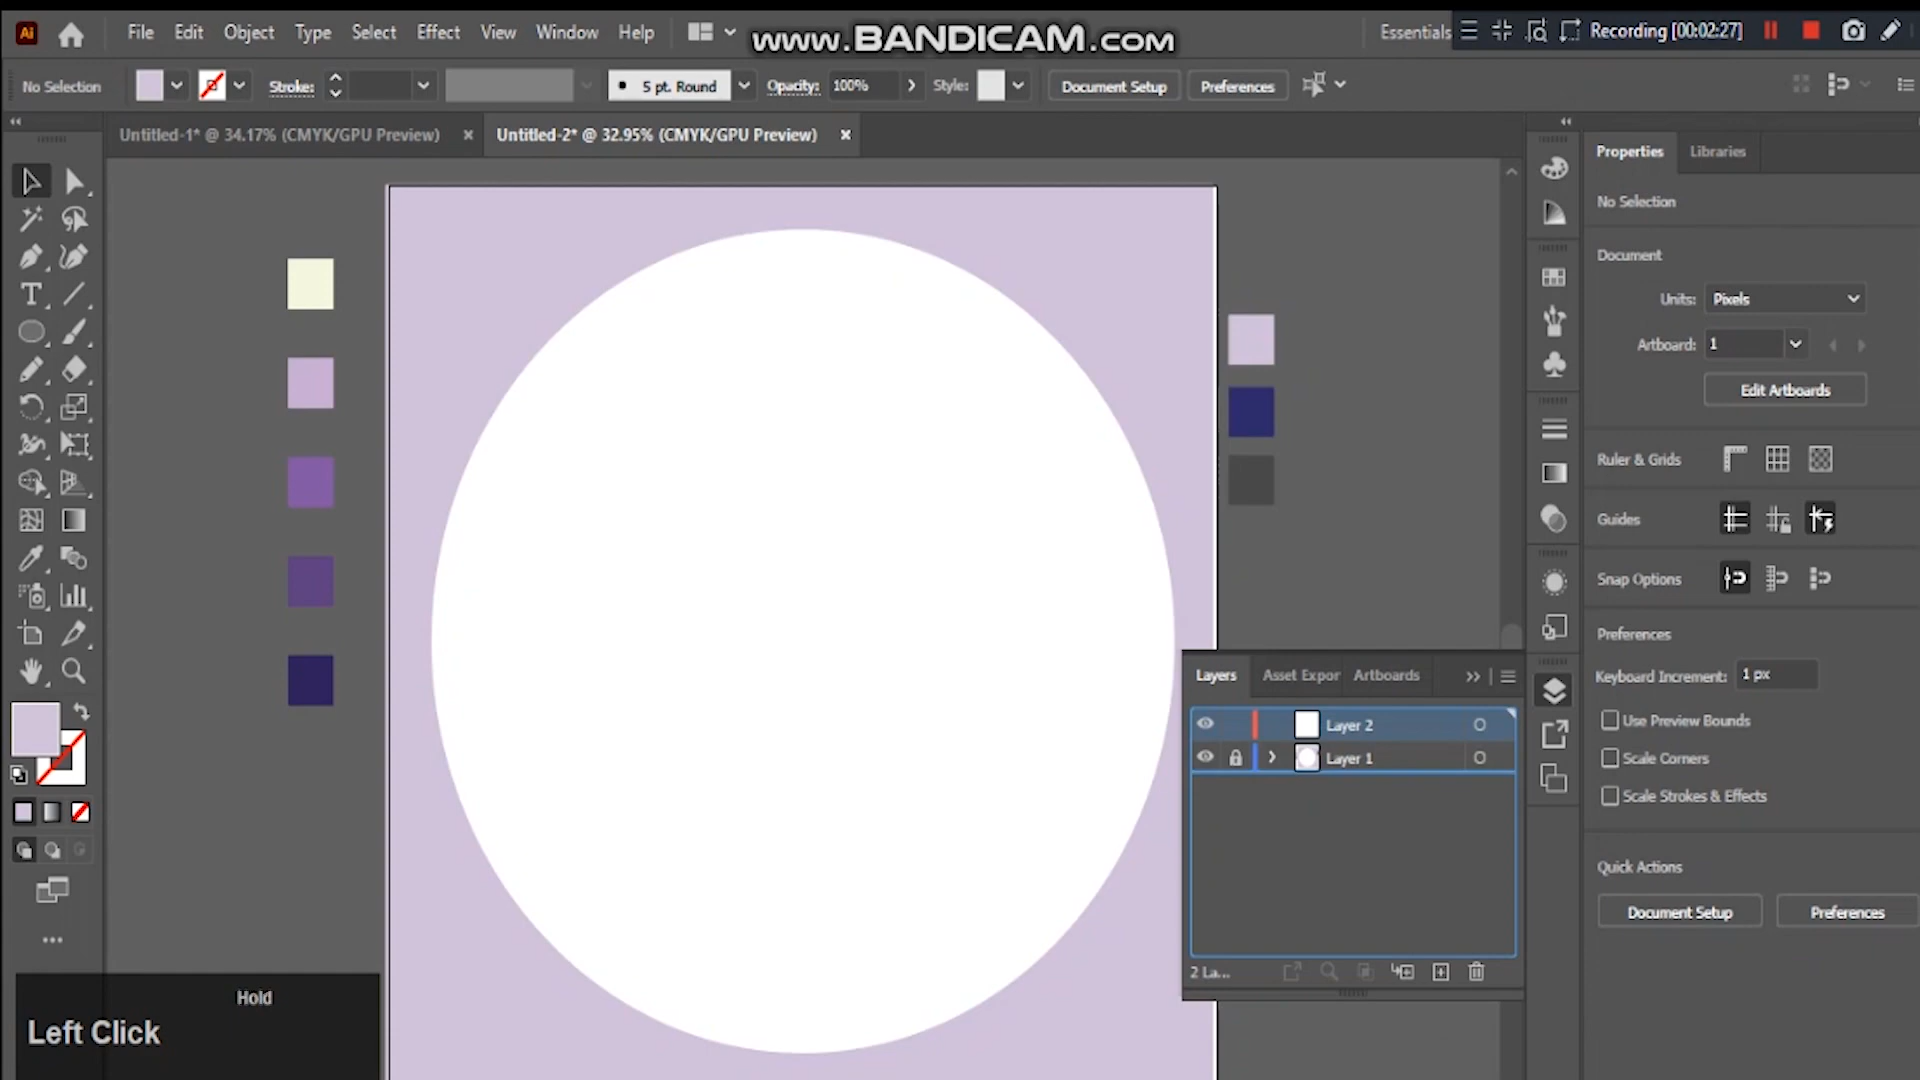 Ai File Edit Object Type Select Effect View Window Help
www.BANDICAM.com
Essentials
Recording [00:02:27]
No Selection Stroke: 5 pt. Round Opacity: 100% Style: Document Setup Preferences
Untitled-1* @ 34.17% (CMYK/GPU Preview) × Untitled-2* @ 32.95% (CMYK/GPU Preview) ×
Properties Libraries
No Selection
Document
Units: Pixels
Artboard: 1
Edit Artboards
Ruler & Grids
Guides
Snap Options
Preferences
Keyboard Increment: 1 px
Use Preview Bounds
Scale Corners
Scale Strokes & Effects
Quick Actions
Document Setup Preferences
Layers Asset Expor Artboards
Layer 2
Layer 1
2 La...
Hold
Left Click